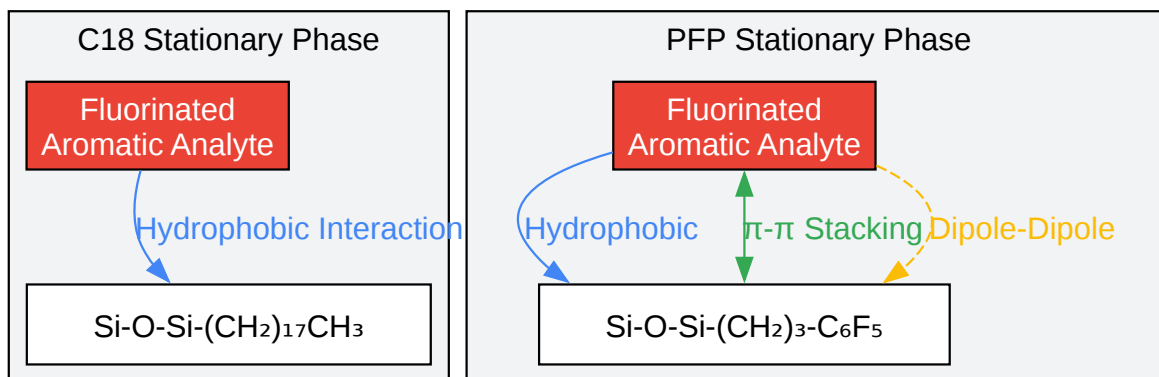 C18 Stationary Phase
Fluorinated
Aromatic Analyte
Hydrophobic Interaction
Si-O-Si-(CH₂)₁₇CH₃
PFP Stationary Phase
Fluorinated
Aromatic Analyte
Hydrophobic
π-π Stacking
Dipole-Dipole
Si-O-Si-(CH₂)₃-C₆F₅